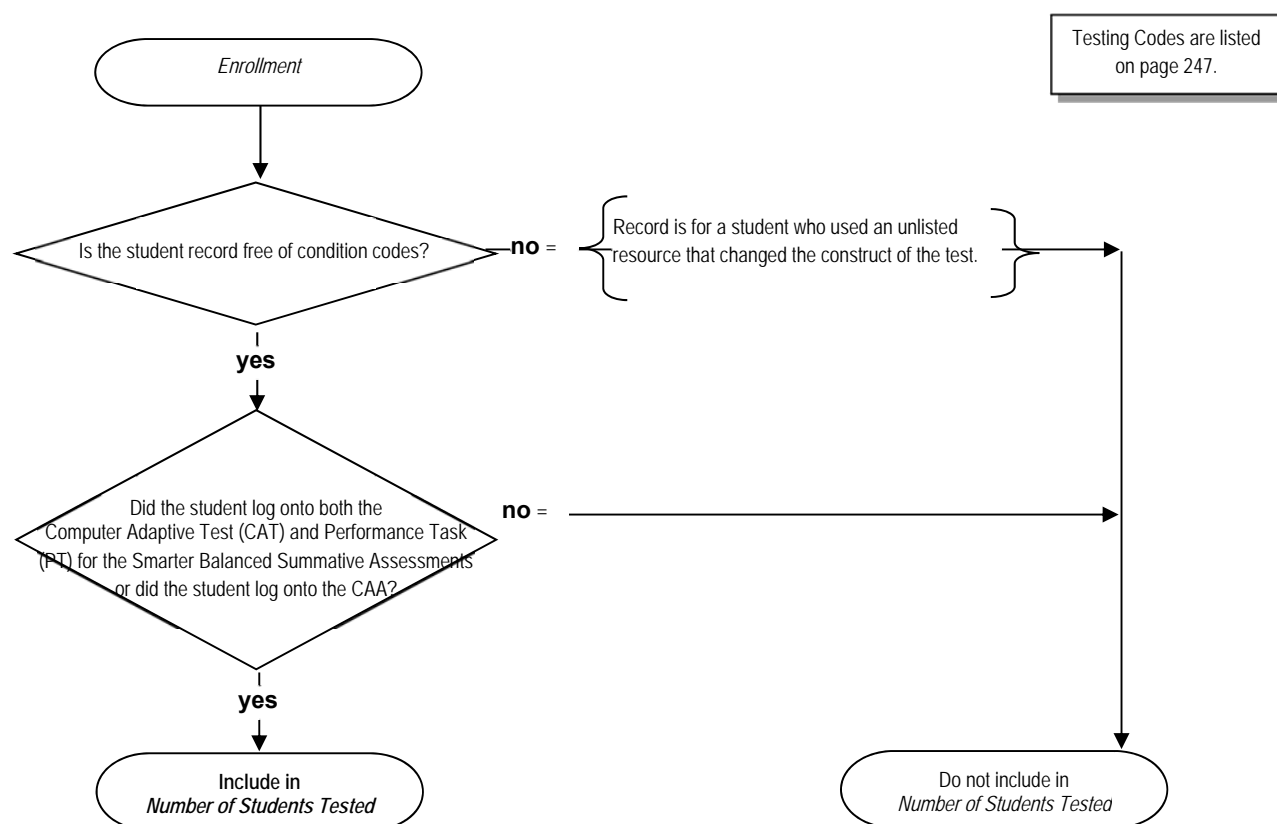 Enrollment
Testing Codes are listed
on page 247.
Is the student record free of condition codes?
no =
Record is for a student who used an unlisted
resource that changed the construct of the test.
yes
Did the student log onto both the
Computer Adaptive Test (CAT) and Performance Task
(PT) for the Smarter Balanced Summative Assessments
or did the student log onto the CAA?
no =
yes
Include in
Number of Students Tested
Do not include in
Number of Students Tested